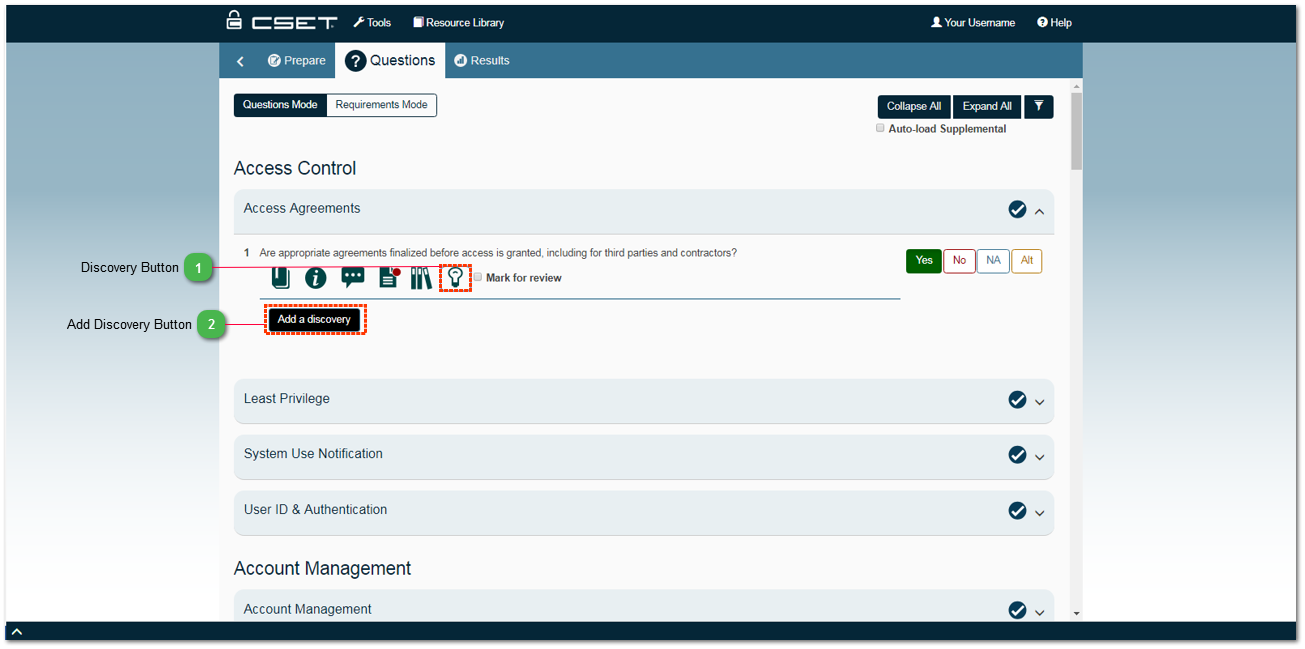 CSET Tools Resource Library Your Username Help
Prepare Questions Results
Questions Mode Requirements Mode Collapse All Expand All
Auto-load Supplemental
Access Control
Access Agreements
1 Are appropriate agreements finalized before access is granted, including for third parties and contractors? Yes No NA Alt
Discovery Button 1
Mark for review
Add Discovery Button 2 Add a discovery
Least Privilege
System Use Notification
User ID & Authentication
Account Management
Account Management